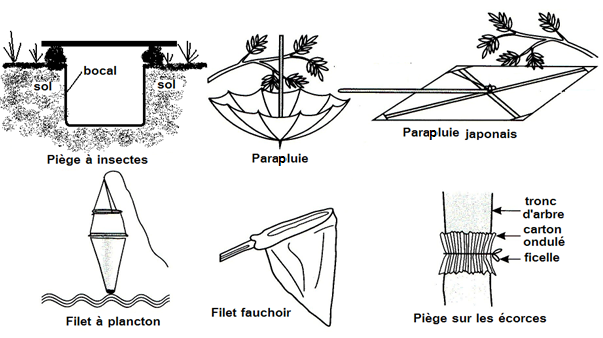 bocal
sol
sol
Piège à insectes
Parapluie
Parapluie japonais
Filet à plancton
Filet fauchoir
tronc
d'arbre
carton
ondulé
ficelle
Piège sur les écorces